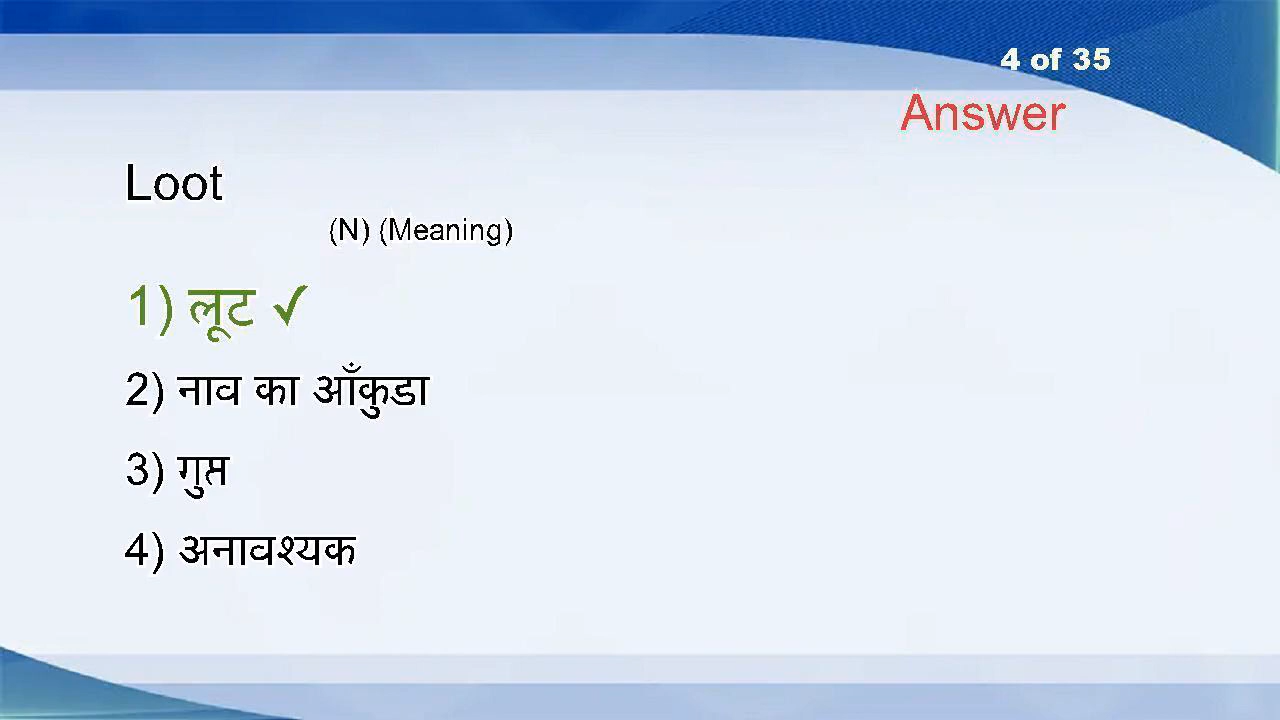 4 of 35
Answer
Loot
(N) (Meaning)
1) लूट ✓
2) नाव का आँकुडा
3) गुप्त
4) अनावश्यक